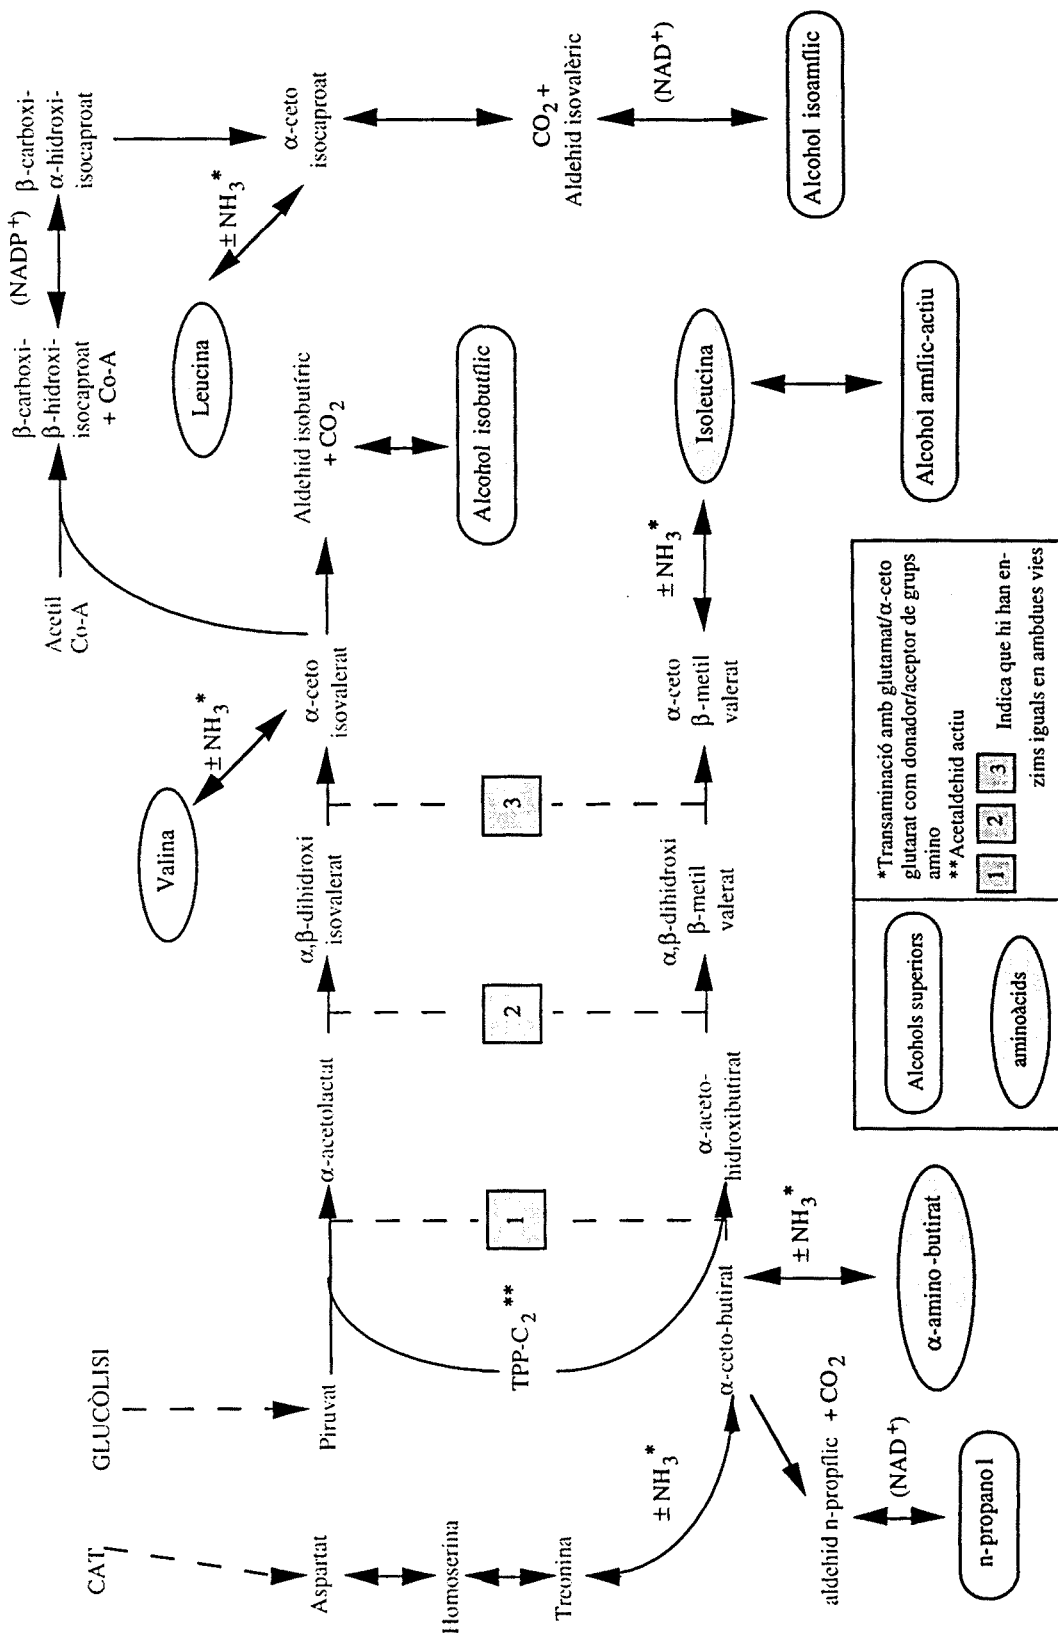 CAT
GLUCÒLISI
Aspartat
Homoserina
Treonina
± NH3*
Piruvat
TPP-C2**
α-acetolactat
α,β-dihidroxi
isovalerat
Valina
± NH3*
α-ceto
isovalerat
Acetil
Co-A
β-carboxi-
β-hidroxi-
isocaproat
+ Co-A
(NADP+)
β-carboxi-
α-hidroxi-
isocaproat
Leucina
± NH3*
α-ceto
isocaproat
CO2 +
Aldehid isovalèric
(NAD+)
Alcohol isoamílic
Aldehid isobutíric
+ CO2
Alcohol isobutílic
1
2
3
α-ceto-butirat
aldehid n-propílic + CO2
(NAD+)
n-propanol
± NH3*
α-amino-butirat
α-aceto-
hidroxibutirat
α,β-dihidroxi
β-metil
valerat
α-ceto
β-metil
valerat
± NH3*
Isoleucina
Alcohol amílic-actiu
Alcohols superiors
aminoàcids
*Transaminació amb glutamat/α-ceto
glutarat com donador/aceptor de grups
amino
**Acetaldehid actiu
1 2 3 Indica que hi han en-
zims iguals en ambdues vies